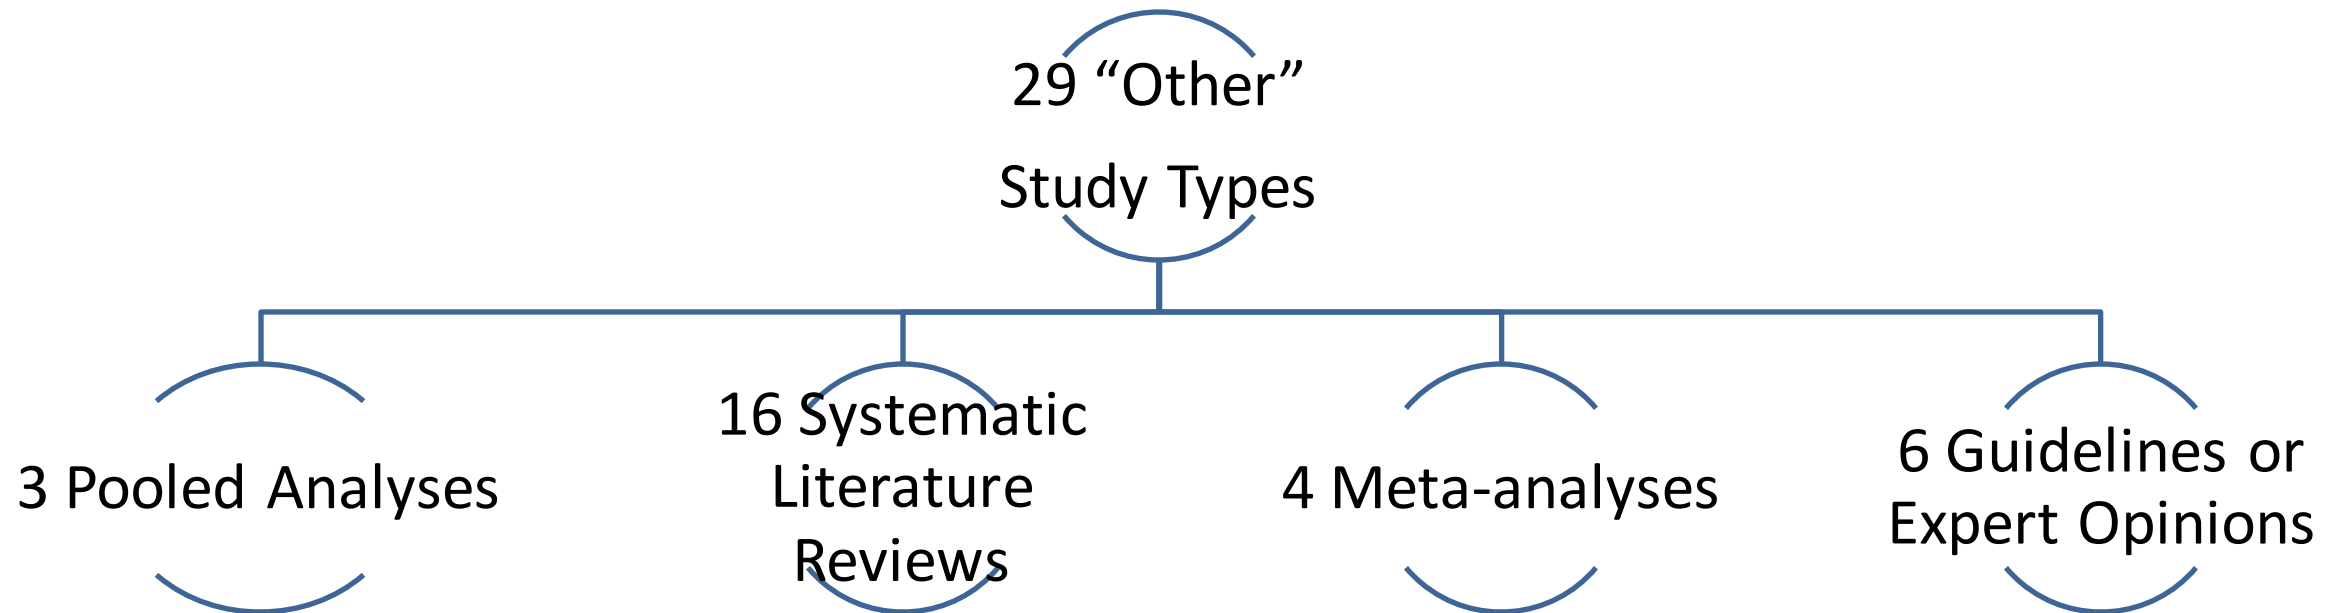 29 “Other”
Study Types
3 Pooled Analyses
16 Systematic
Literature
Reviews
4 Meta-analyses
6 Guidelines or
Expert Opinions